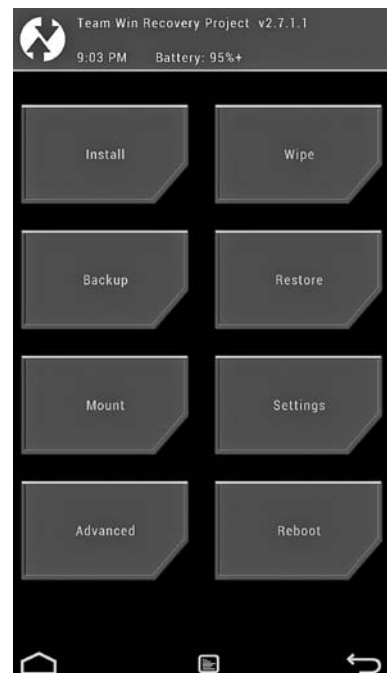 Team Win Recovery Project v2.7.1.1
9:03 PM Battery: 95%+
Install Wipe
Backup Restore
Mount Settings
Advanced Reboot